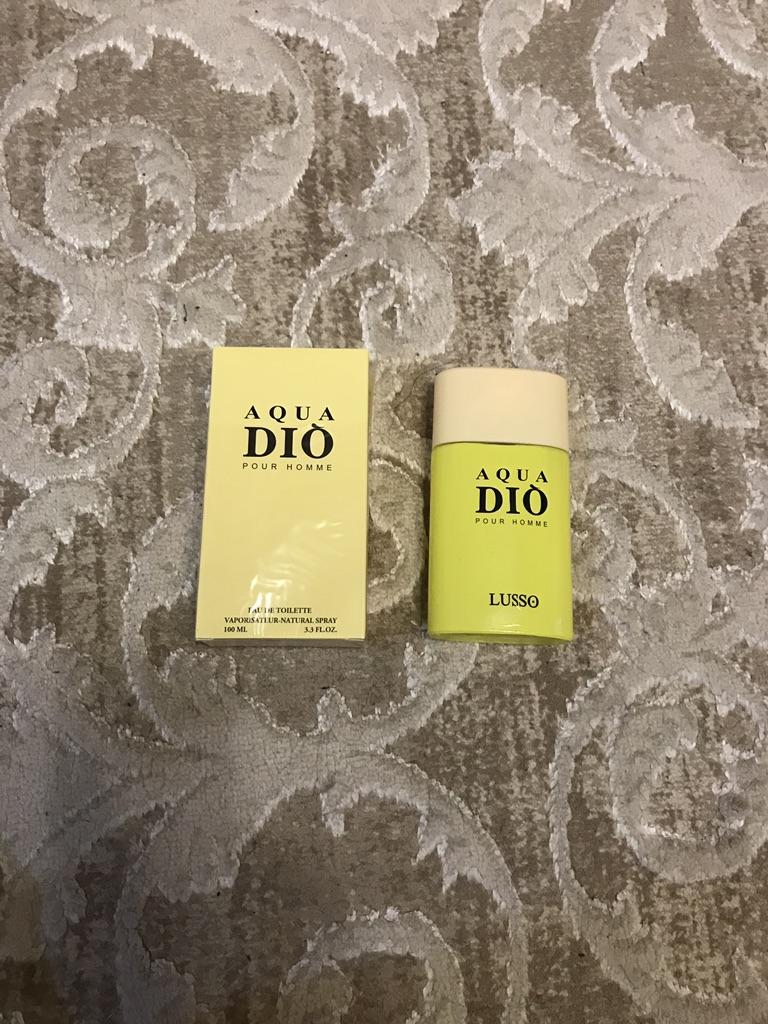 AQUA
DIÒ
POUR HOMME
EAU DE TOILETTE
VAPORISATEUR-NATURAL SPRAY
100 ML 3.3 FL.OZ.
AQUA
DIÒ
POUR HOMME
LUSSO